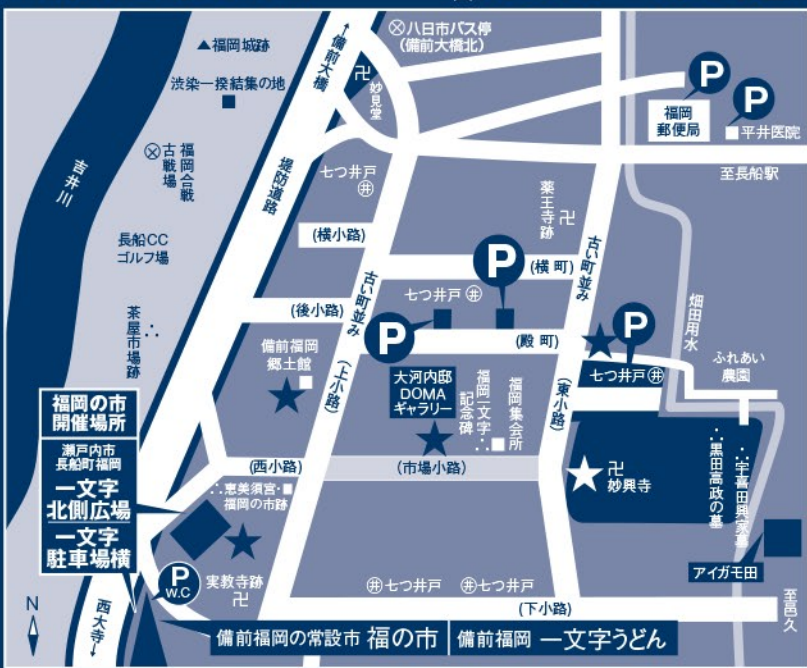 ⊗八日市バス停
(備前大橋北)
←備前大橋
卍
妙見堂
▲福岡城跡
渋染一揆結集の地
P
福岡
郵便局
P
平井医院
至長船駅
吉井川
⊗福岡合戦
古戦場
堤防道路
七つ井戸
井
薬王寺跡
卍
長船CC
ゴルフ場
(横小路)
古い町並み
P
(横町)
古い町並み
(後小路)
七つ井戸 井
P
(殿町)
P
畑田用水
茶屋市場跡
備前福岡
郷土館
(上小路)
大河内邸
DOMA
ギャラリー
福岡一文字
記念碑
福岡集会所
(東小路)
七つ井戸 井
ふれあい
農園
福岡の市
開催場所
瀬戸内市
長船町福岡
一文字
北側広場
一文字
駐車場横
(西小路)
(市場小路)
卍
妙興寺
黒田高政の墓
宇喜田興家墓
恵美須宮・
福岡の市跡
アイガモ田
実教寺跡
卍
P
W.C
井 七つ井戸
井 七つ井戸
(下小路)
至邑久
N
西大寺→
備前福岡の常設市 福の市
備前福岡 一文字うどん